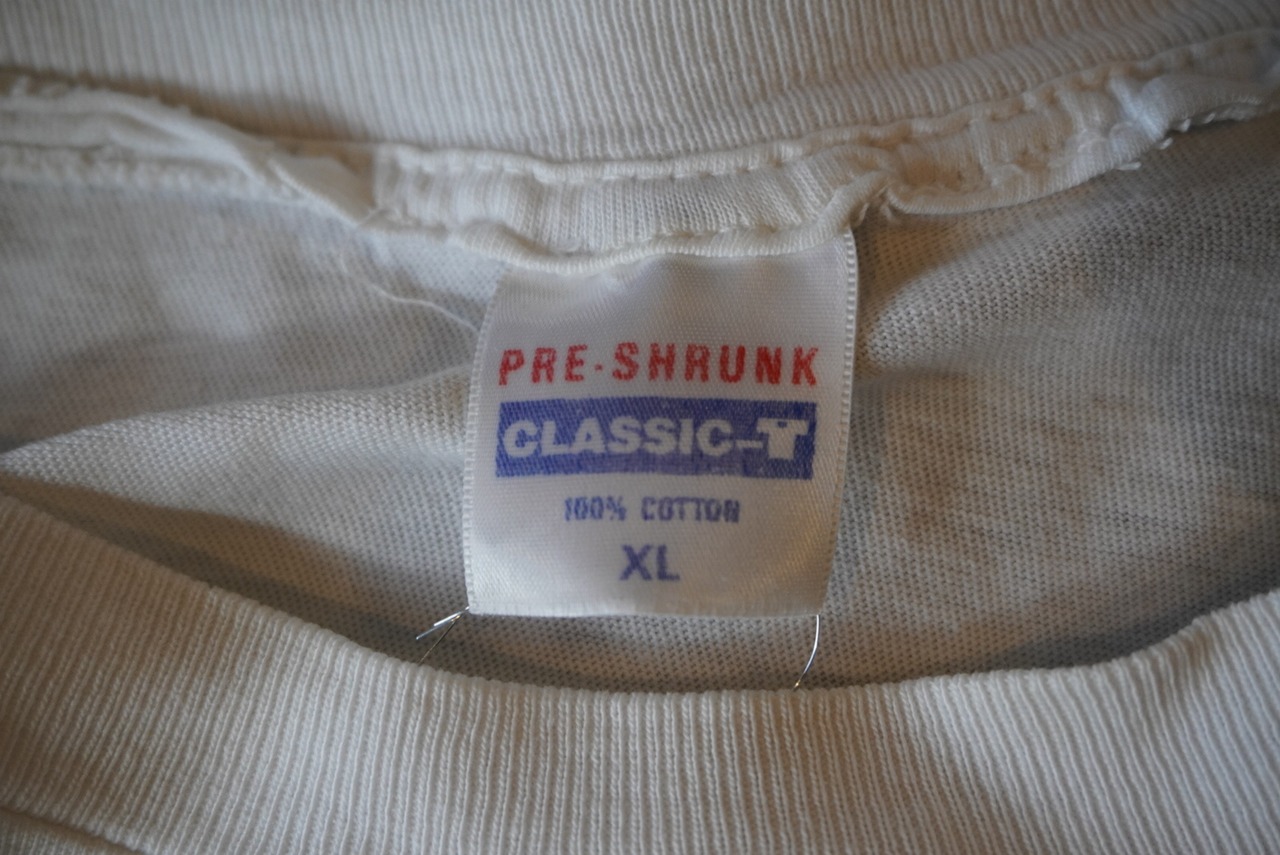 PRE-SHRUNK
CLASSIC-T
100% COTTON
XL